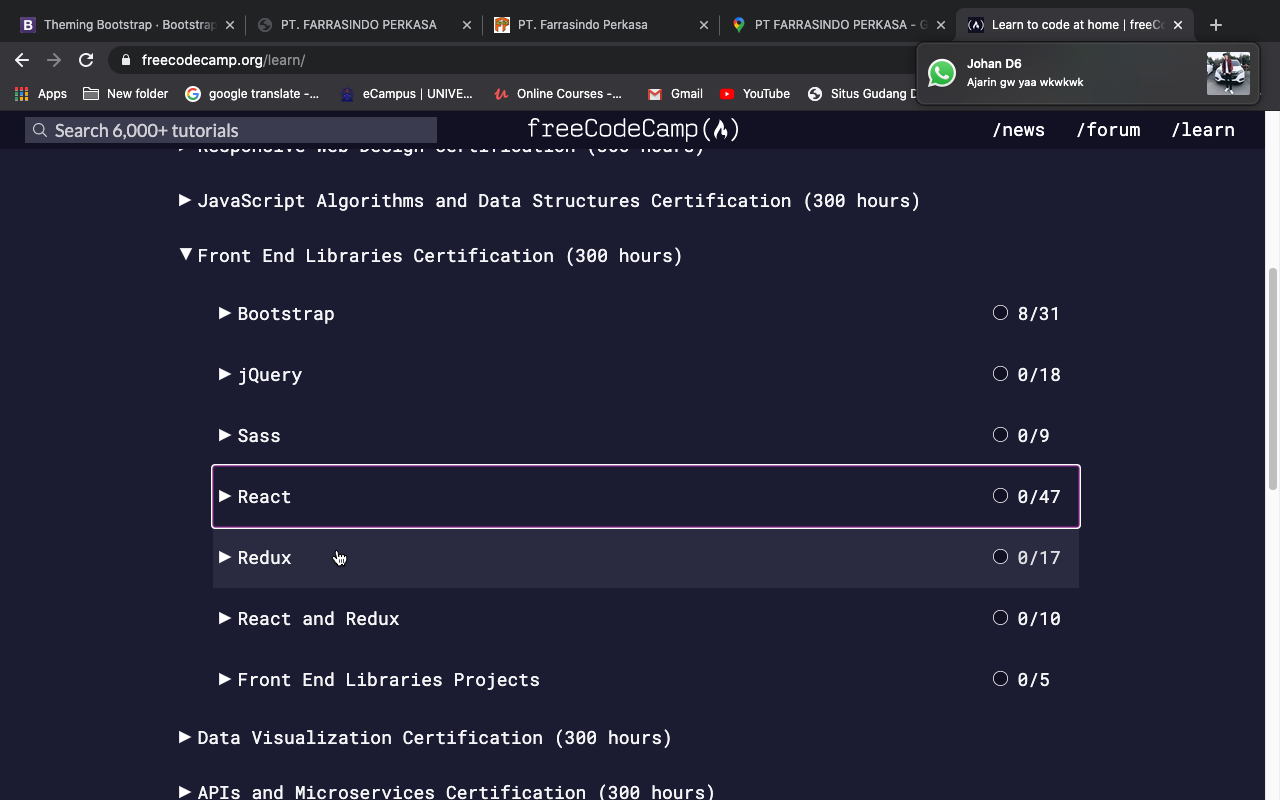 Theming Bootstrap · Bootstrap
PT. FARRASINDO PERKASA
PT. Farrasindo Perkasa
PT FARRASINDO PERKASA - G
Learn to code at home | freeCo
freecodecamp.org/learn/
Johan D6
Ajarin gw yaa wkwkwk
Apps
New folder
google translate -...
eCampus | UNIVE...
Online Courses -...
Gmail
YouTube
Situs Gudang D
Search 6,000+ tutorials
freeCodeCamp
/news
/forum
/learn
Responsive Web Design Certification (300 hours)
JavaScript Algorithms and Data Structures Certification (300 hours)
Front End Libraries Certification (300 hours)
Bootstrap 8/31
jQuery 0/18
Sass 0/9
React 0/47
Redux 0/17
React and Redux 0/10
Front End Libraries Projects 0/5
Data Visualization Certification (300 hours)
APIs and Microservices Certification (300 hours)